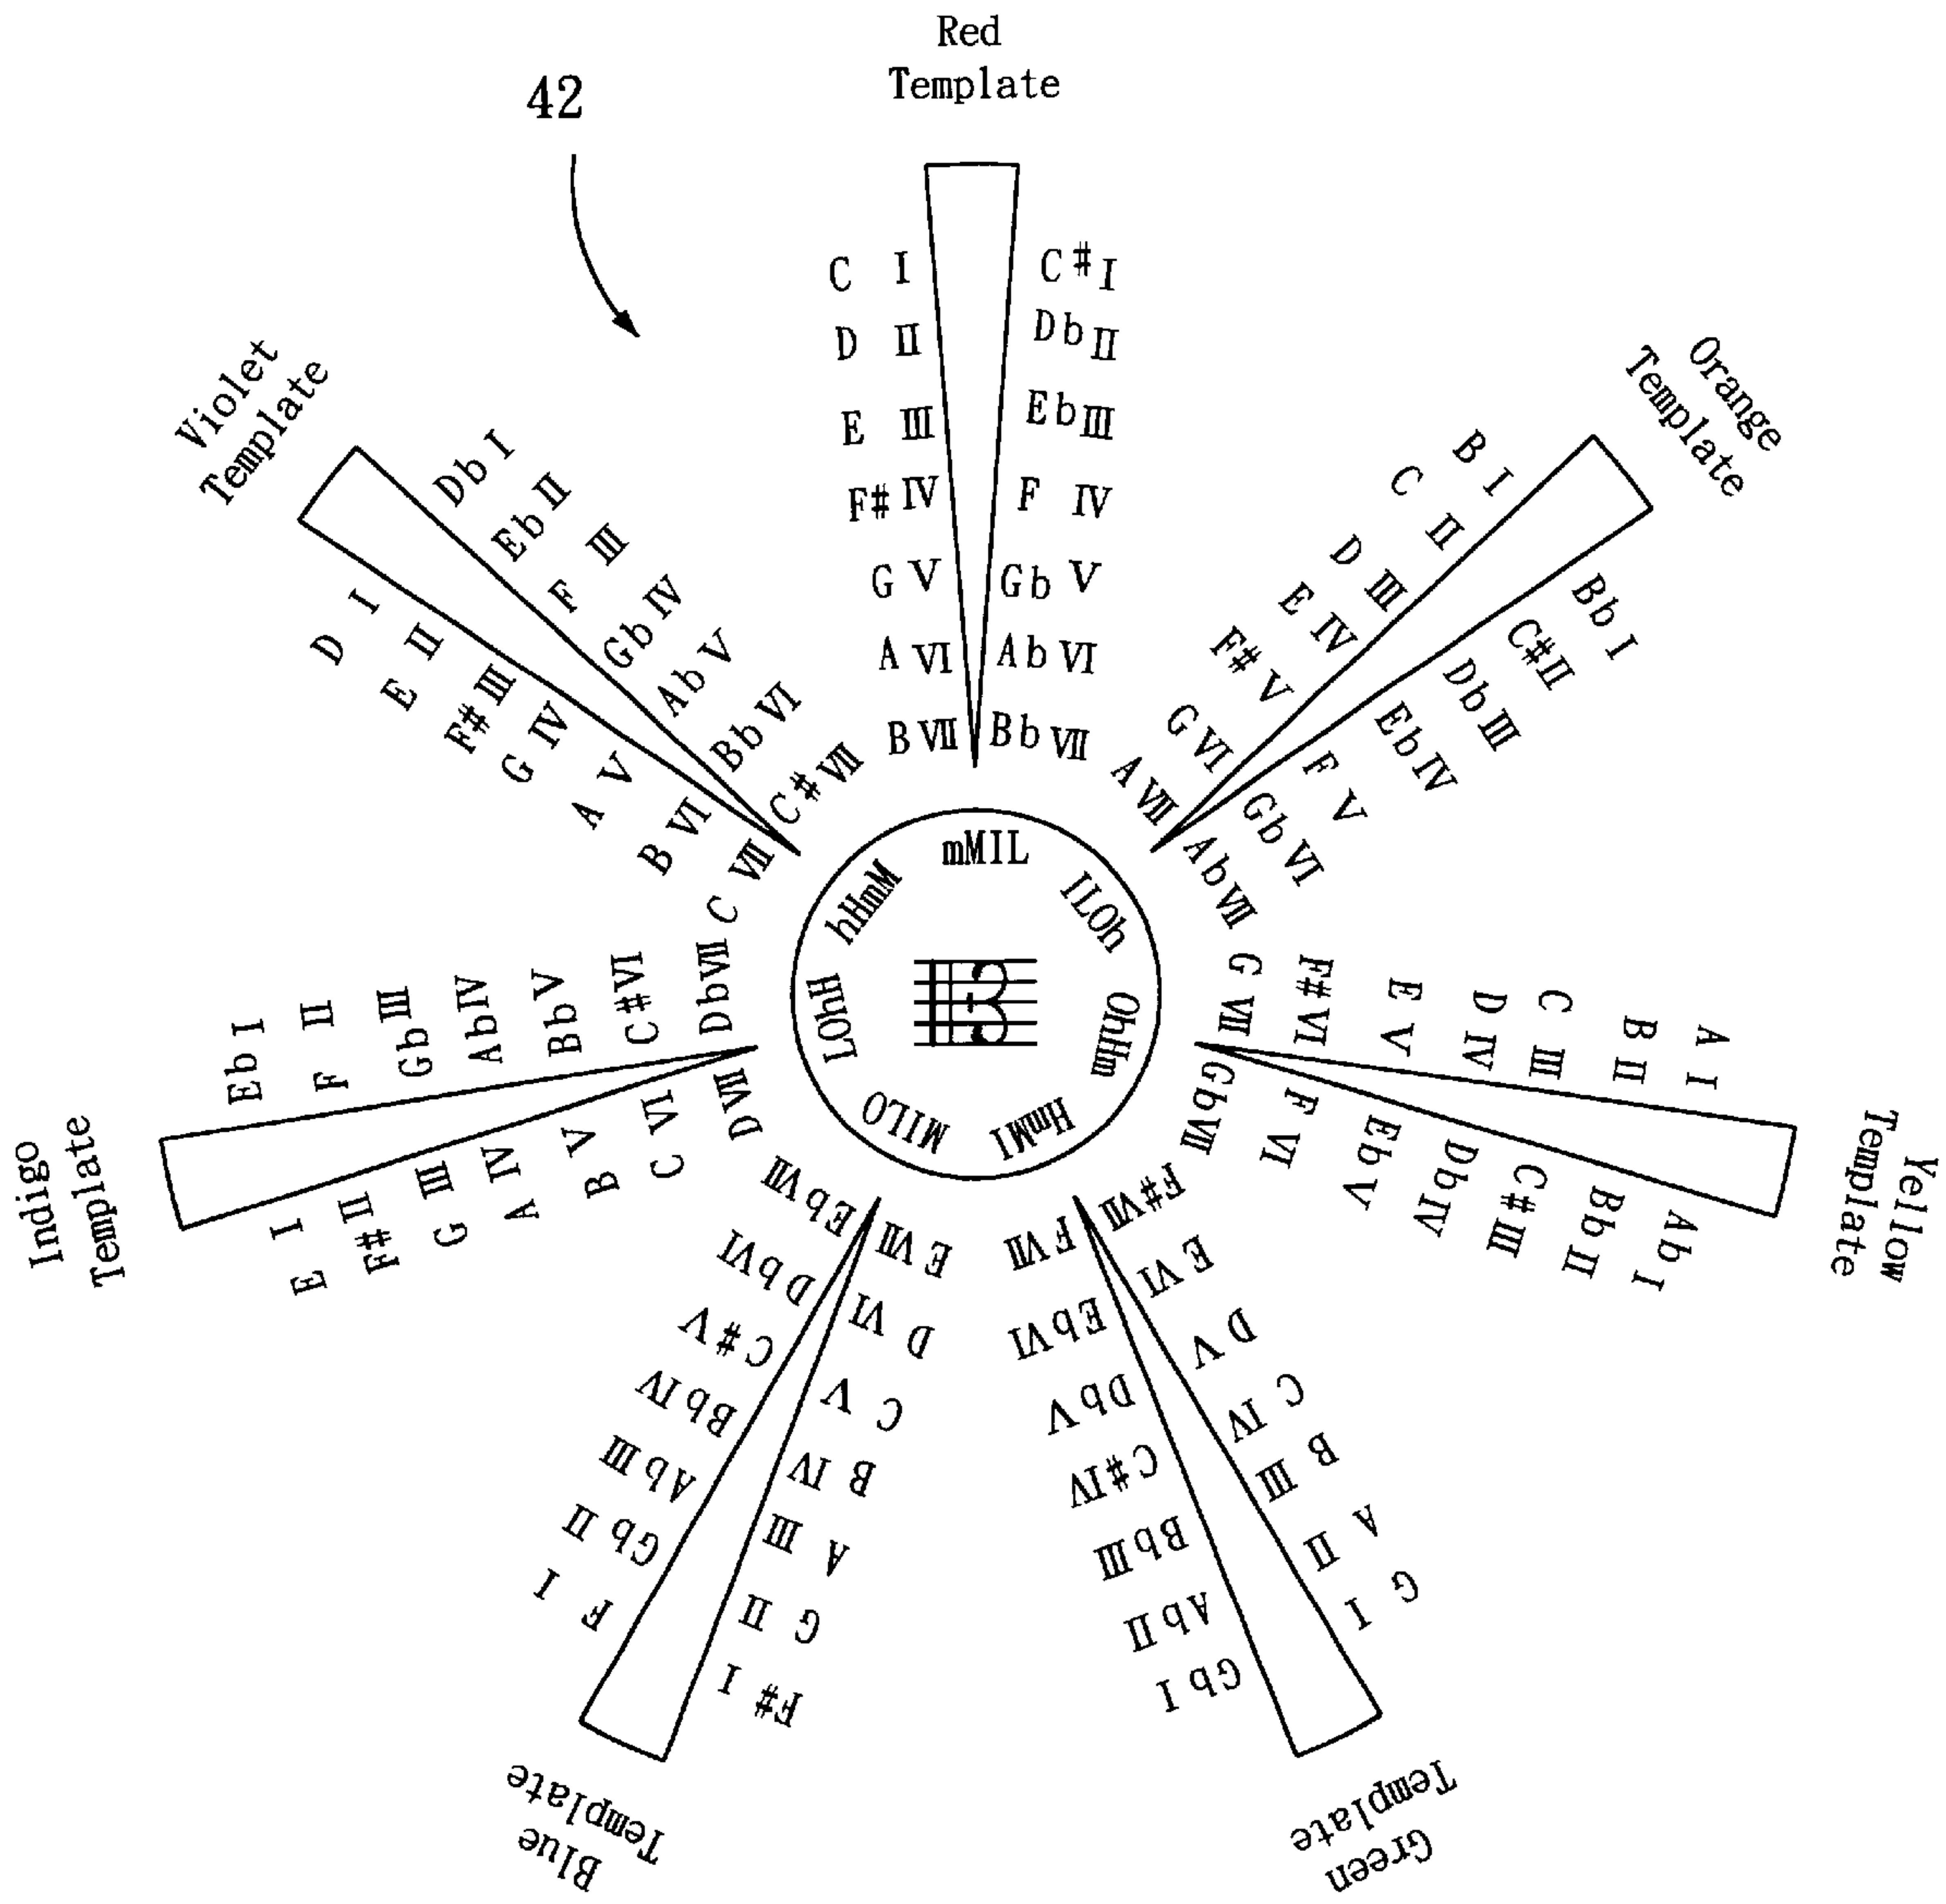 42
Red
Template
C I
D II
E III
F# IV
G V
A VI
B VII
C# I
Db II
Eb III
F IV
Gb V
Ab VI
Bb VII
Orange
Template
B I
C II
D III
E IV
F# V
G VI
A VII
Bb I
C# II
Db III
Eb IV
F V
Gb VI
Ab VII
Yellow
Template
A I
B II
C III
D IV
E V
F# VI
G VII
Ab I
Bb II
C# III
Db IV
Eb V
F VI
Gb VII
Green
Template
G I
A II
B III
C IV
D V
E VI
F# VII
Gb I
Ab II
Bb III
C# IV
Db V
Eb VI
F VII
Blue
Template
F# I
G II
A III
B IV
C V
D VI
E VII
F I
Gb II
Ab III
Bb IV
C# V
Db VI
Eb VII
Indigo
Template
E I
F# II
G III
A IV
B V
C VI
D VII
Eb I
F II
Gb III
Ab IV
Bb V
C# VI
Db VII
Violet
Template
D I
E II
F# III
G IV
A V
B VI
C VII
Db I
Eb II
F III
Gb IV
Ab V
Bb VI
C# VII
mMIL
ILOh
OhHm
HmMI
MILO
LOhH
hHmM